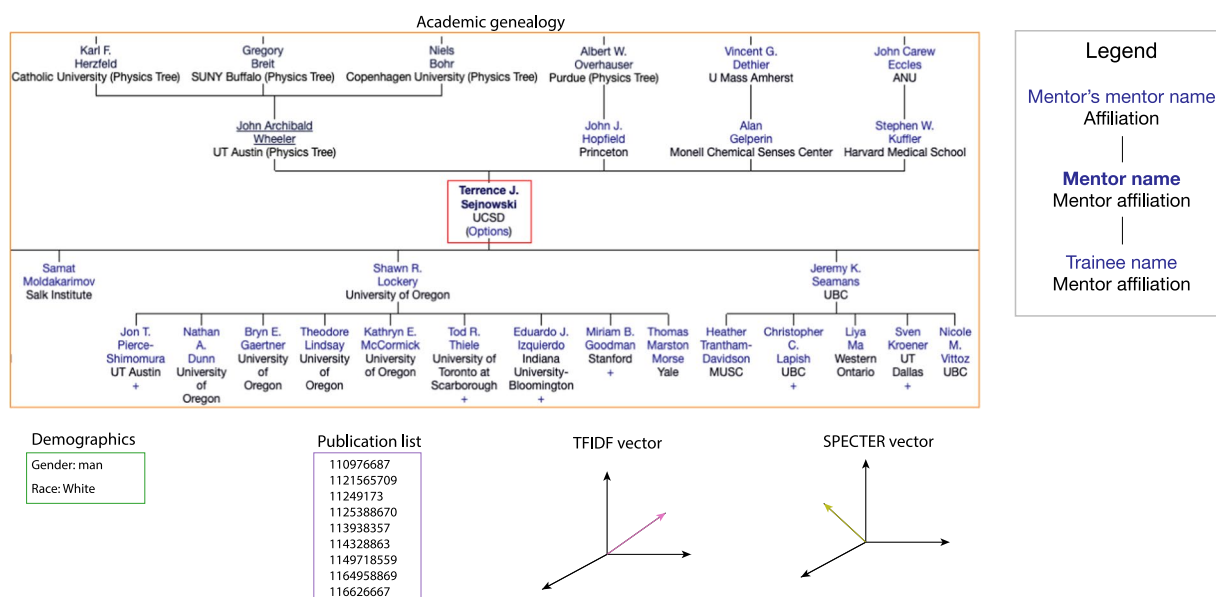 Academic genealogy
Karl F.
Herzfeld
Catholic University (Physics Tree)
Gregory
Breit
SUNY Buffalo (Physics Tree)
Niels
Bohr
Copenhagen University (Physics Tree)
Albert W.
Overhauser
Purdue (Physics Tree)
Vincent G.
Dethier
U Mass Amherst
John Carew
Eccles
ANU
John Archibald
Wheeler
UT Austin (Physics Tree)
John J.
Hopfield
Princeton
Alan
Gelperin
Monell Chemical Senses Center
Stephen W.
Kuffler
Harvard Medical School
Terrence J.
Sejnowski
UCSD
(Options)
Samat
Moldakarimov
Salk Institute
Shawn R.
Lockery
University of Oregon
Jeremy K.
Seamans
UBC
Jon T.
Pierce-
Shimomura
UT Austin
+
Nathan
A.
Dunn
University
of
Oregon
Bryn E.
Gaertner
University
of
Oregon
Theodore
Lindsay
University
of
Oregon
Kathryn E.
McCormick
University
of Oregon
Tod R.
Thiele
University of
Toronto at
Scarborough
+
Eduardo J.
Izquierdo
Indiana
University-
Bloomington
+
Miriam B.
Goodman
Stanford
+
Thomas
Marston
Morse
Yale
Heather
Trantham-
Davidson
MUSC
Christopher
C.
Lapish
UBC
+
Liya
Ma
Western
Ontario
Sven
Kroener
UT
Dallas
+
Nicole
M.
Vittoz
UBC
Legend
Mentor's mentor name
Affiliation
Mentor name
Mentor affiliation
Trainee name
Mentor affiliation
Demographics
Gender: man
Race: White
Publication list
110976687
1121565709
11249173
1125388670
113938357
114328863
1149718559
1164958869
116626667
TFIDF vector
SPECTER vector